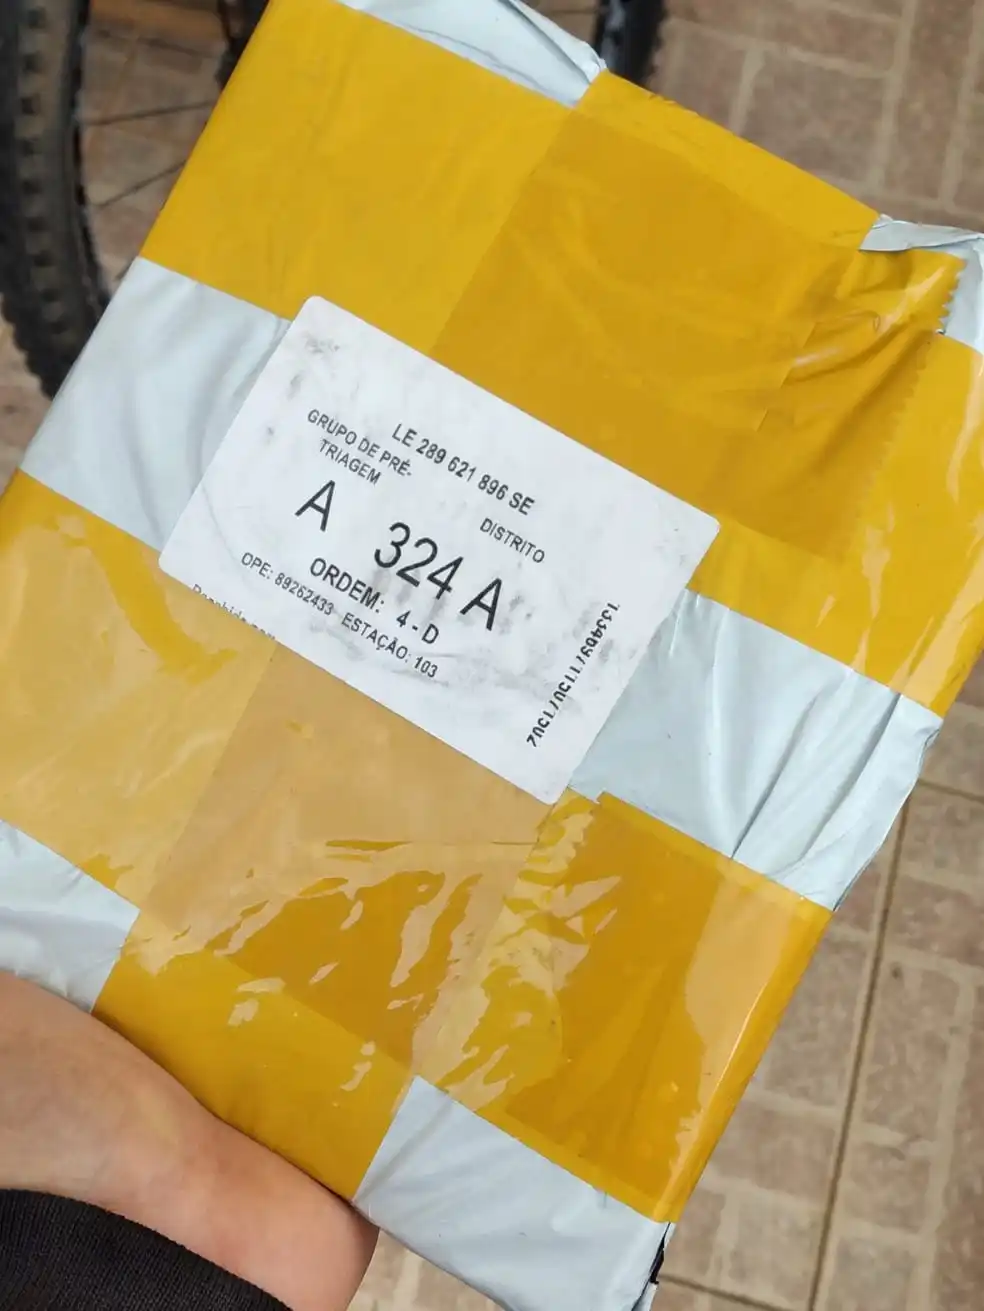 LE 289 621 896 SE
GRUPO DE PRÉ-
TRIAGEM
DISTRITO
A 324 A
ORDEM: 4 - D
OPE: 89262433 ESTAÇÃO: 103